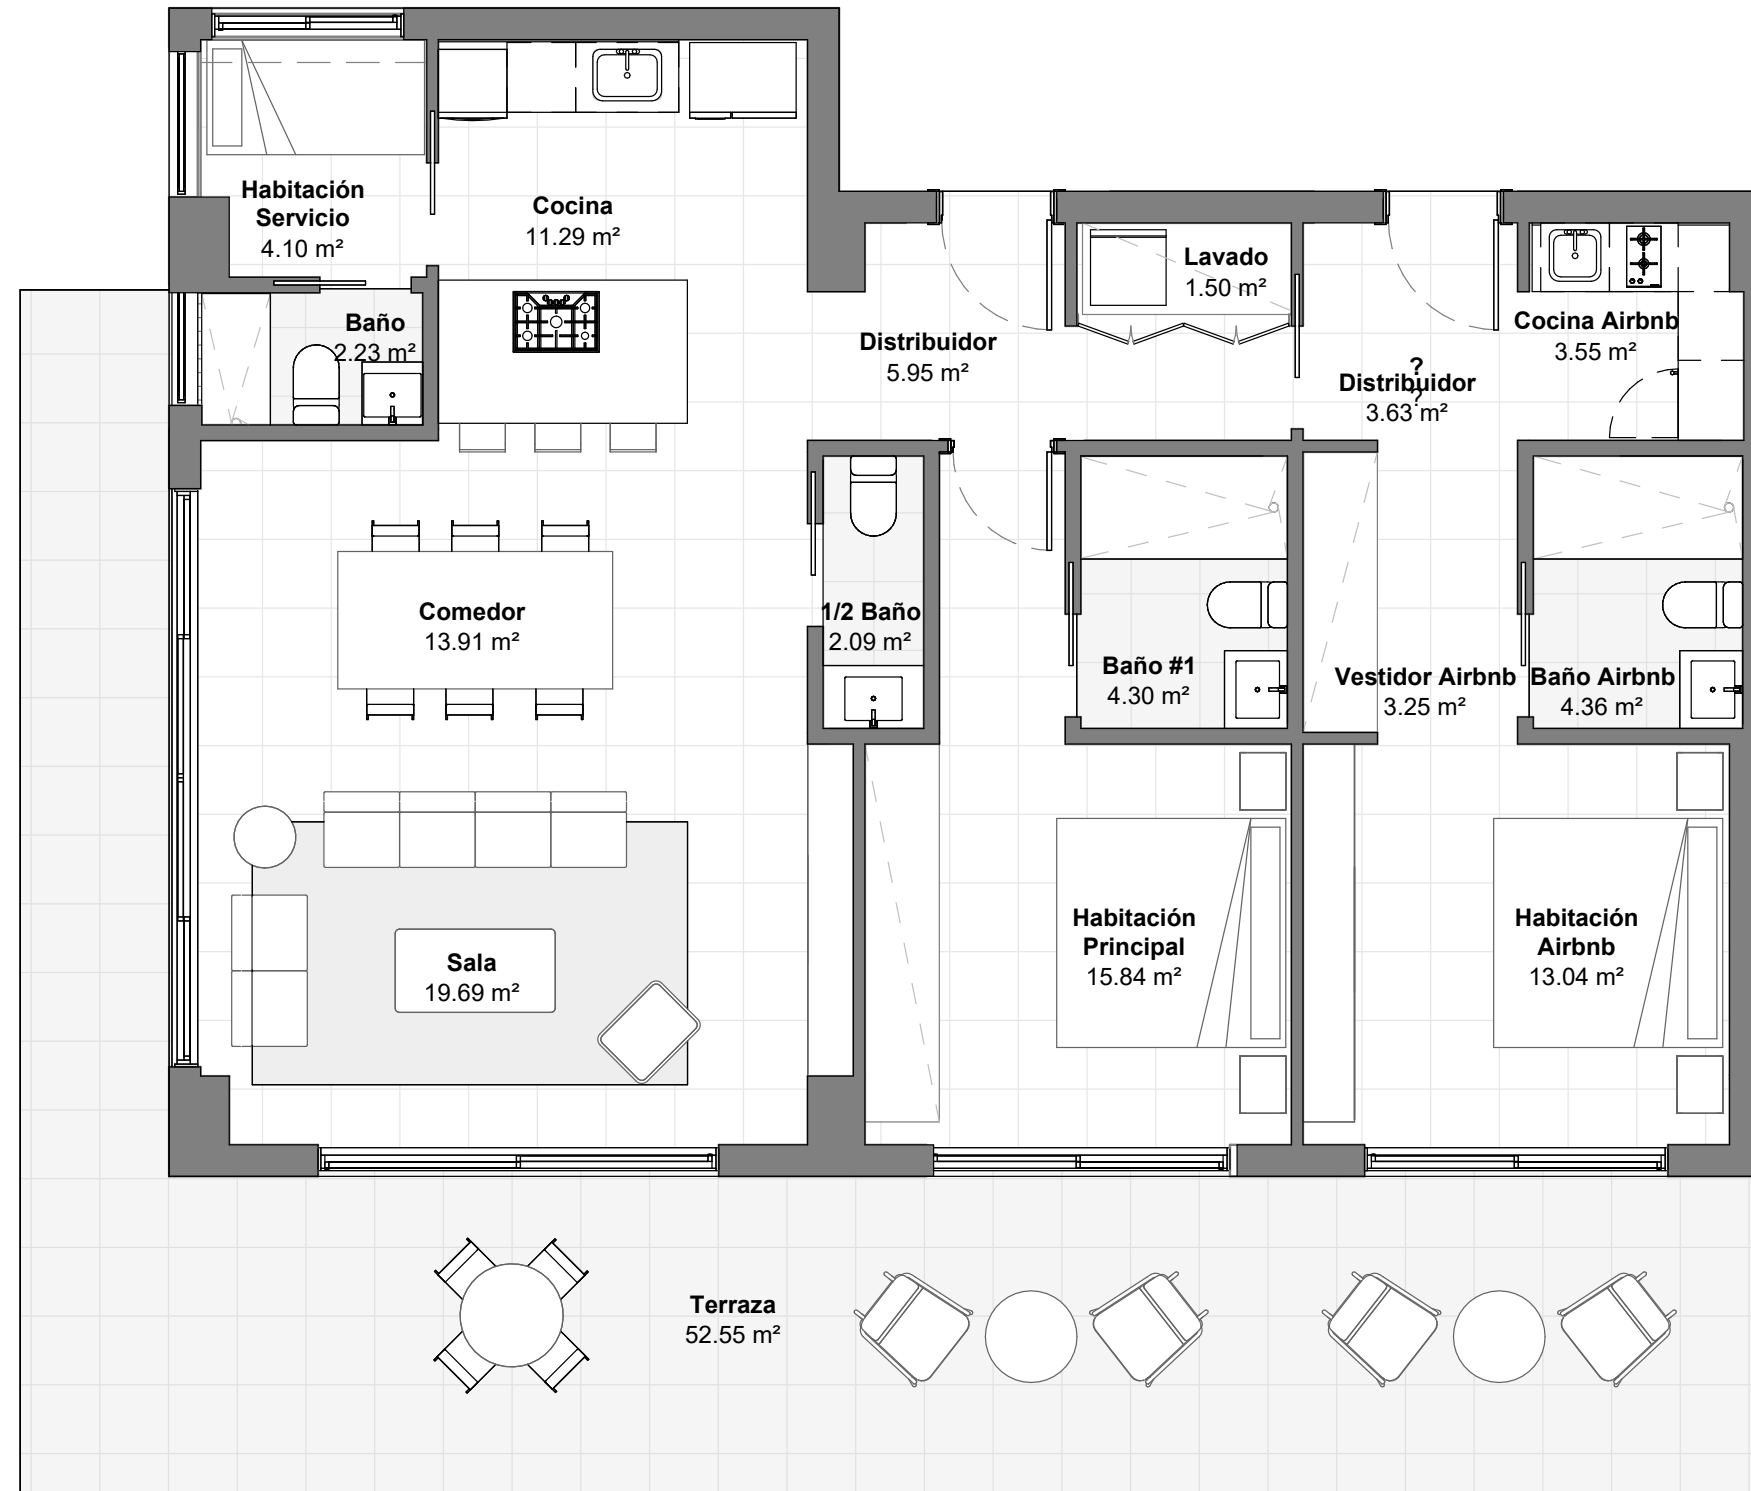 Habitación
Servicio
4.10 m²
Cocina
11.29 m²
Lavado
1.50 m²
Baño
2.23 m²
Distribuidor
5.95 m²
Cocina Airbnb
3.55 m²
?
Distribuidor
?
3.63 m²
Comedor
13.91 m²
1/2 Baño
2.09 m²
Baño #1
4.30 m²
Vestidor Airbnb
3.25 m²
Baño Airbnb
4.36 m²
Sala
19.69 m²
Habitación
Principal
15.84 m²
Habitación
Airbnb
13.04 m²
Terraza
52.55 m²